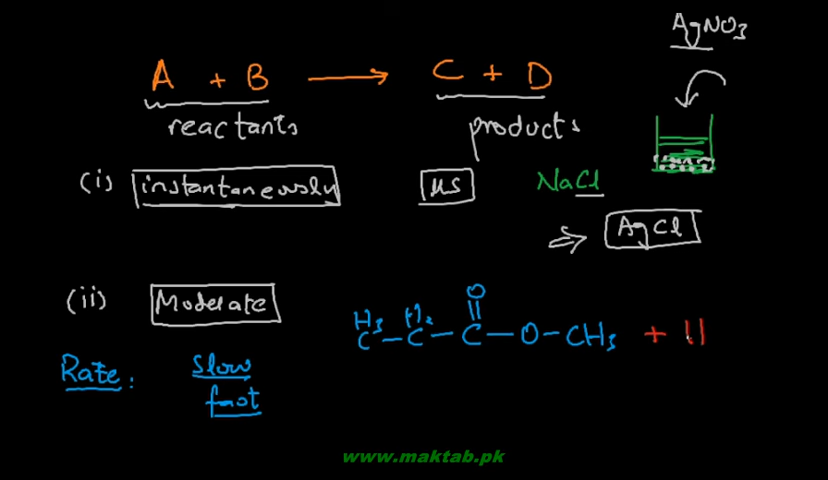 AgNO3
A + B → C + D
reactants products
(i) instantaneously μs NaCl
⇒ AgCl
(ii) Moderate
O
H3 H2 ||
C — C — C — O — CH3 +
Rate: slow
fast
www.maktab.pk